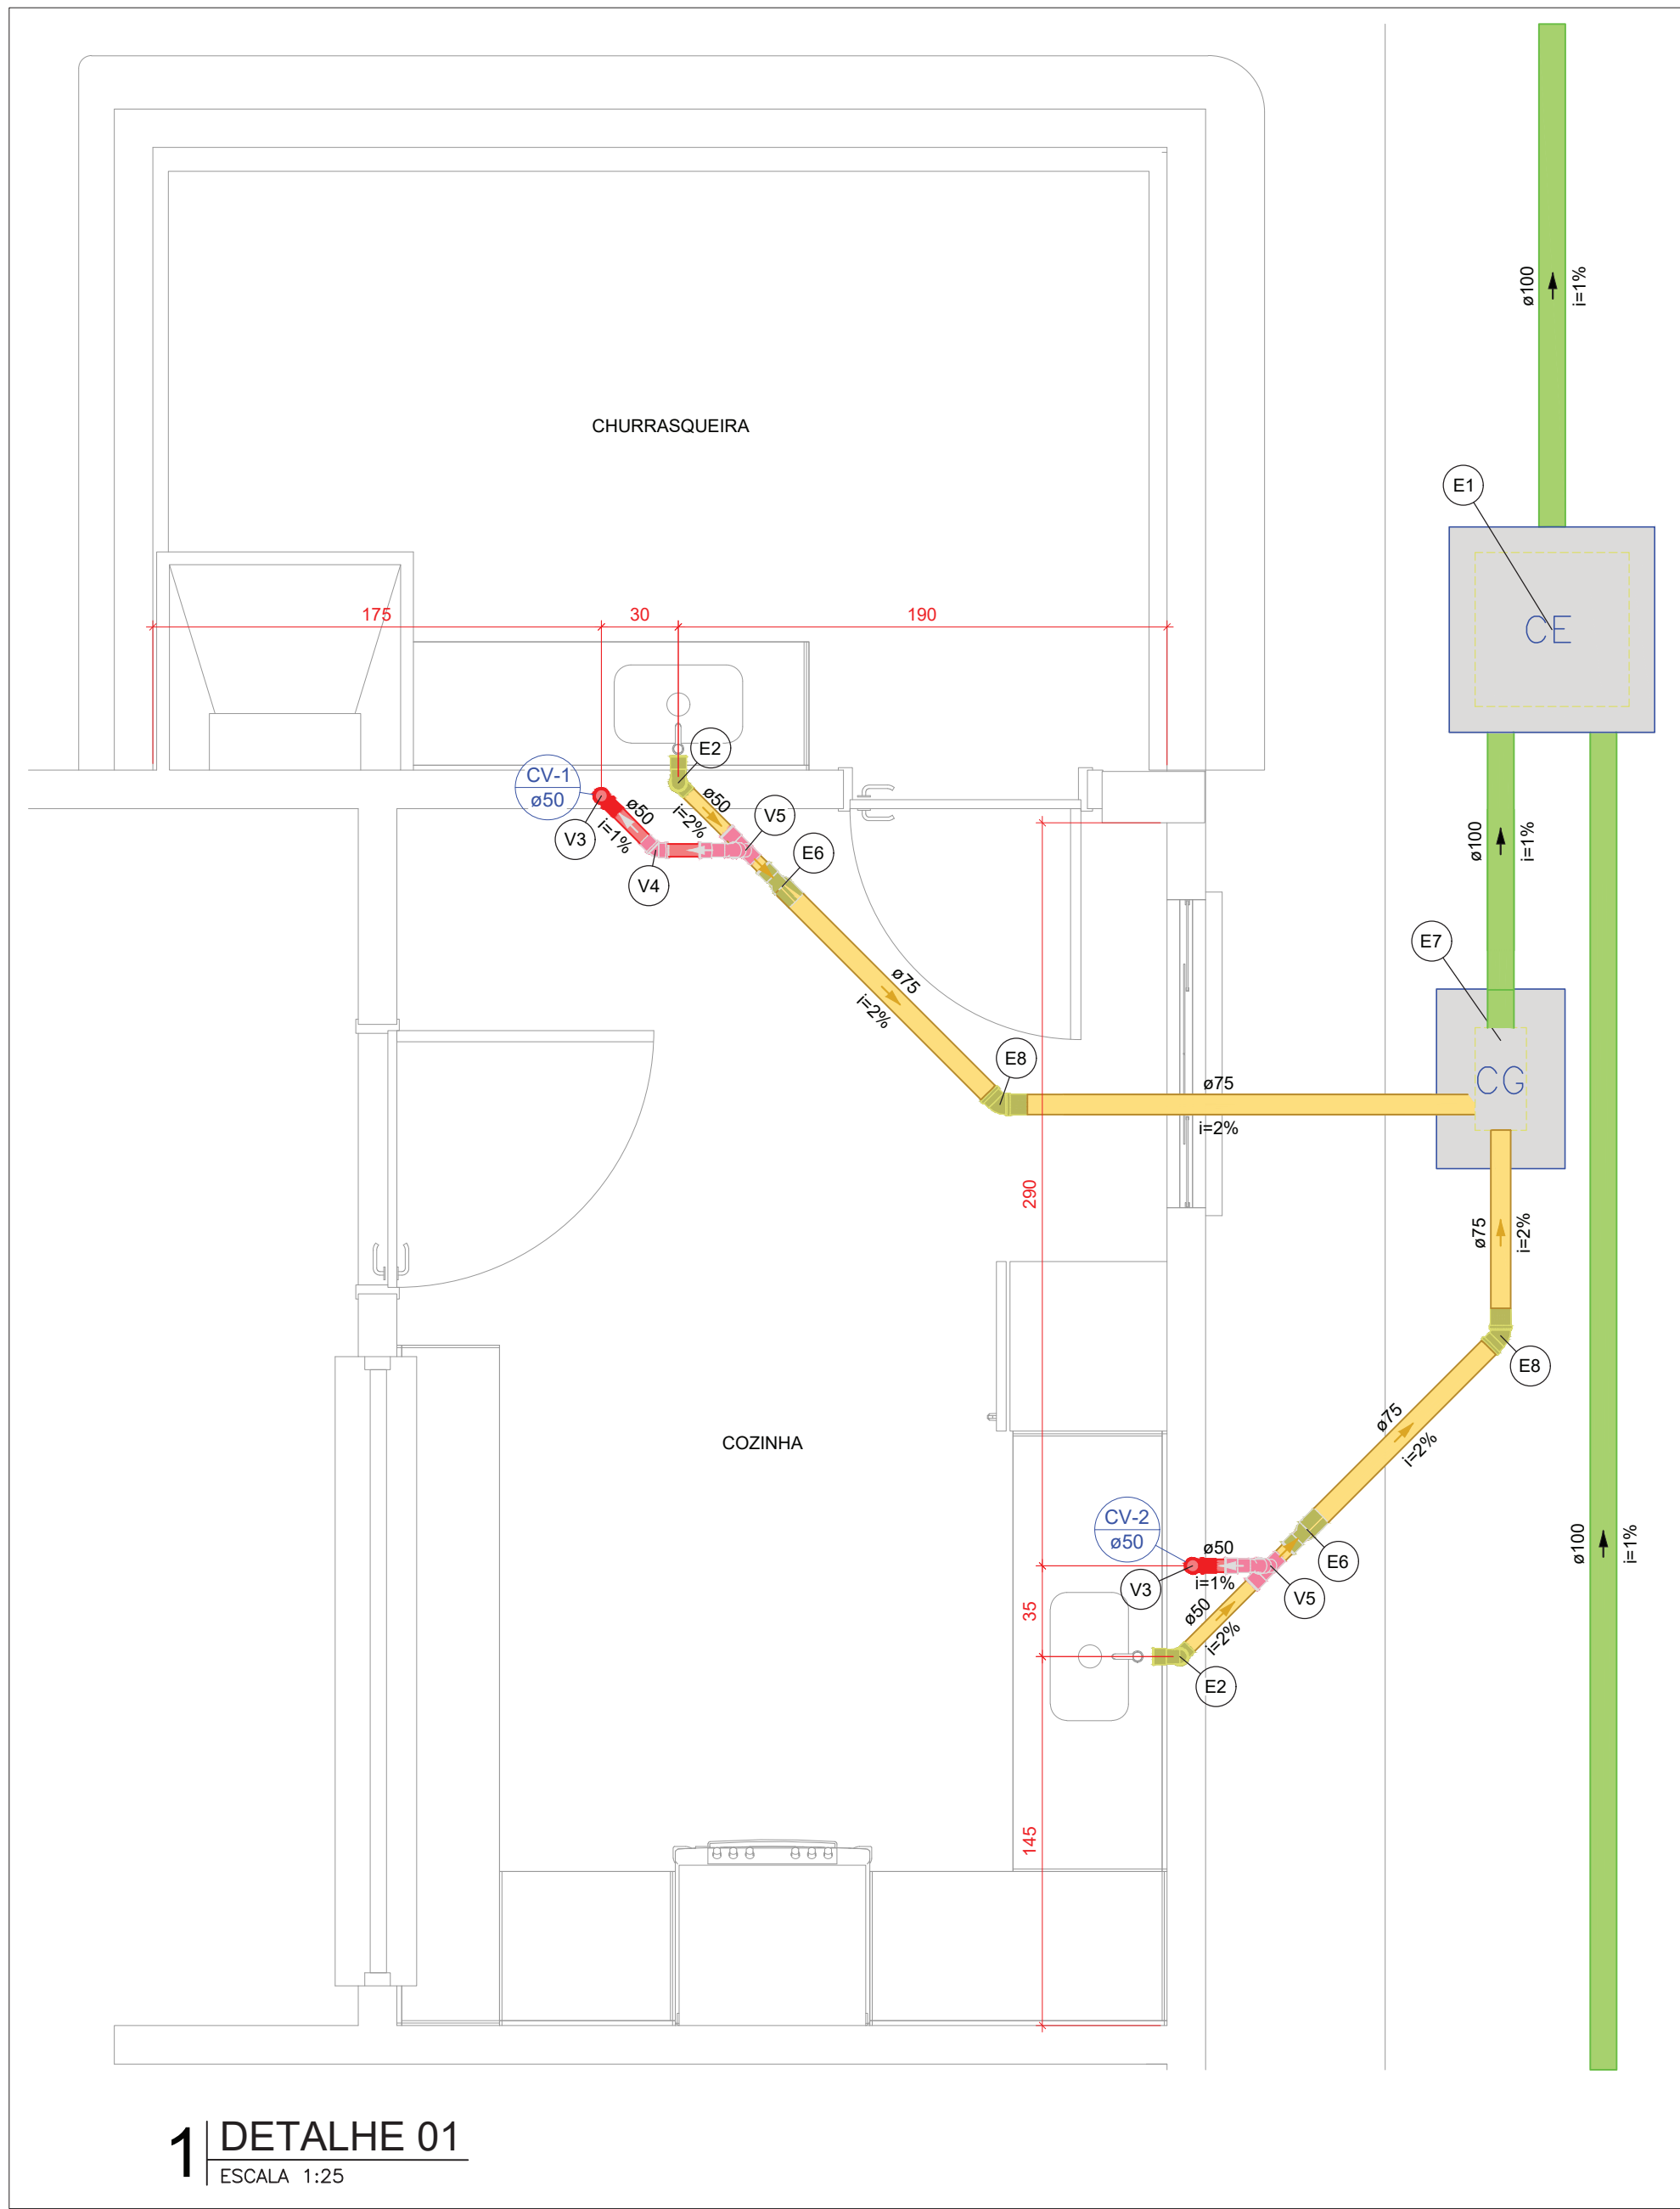 ø100
i=1%
CHURRASQUEIRA
E1
175
30
190
CE
E2
CV-1
ø50
ø50
i=1%
ø50
i=2%
V5
V3
V4
E6
ø100
i=1%
E7
ø75
i=2%
E8
ø75
i=2%
CG
290
ø75
i=2%
E8
ø75
i=2%
COZINHA
CV-2
ø50
ø50
i=1%
V3
E6
V5
ø100
i=1%
35
ø50
i=2%
E2
145
1
DETALHE 01
ESCALA 1:25